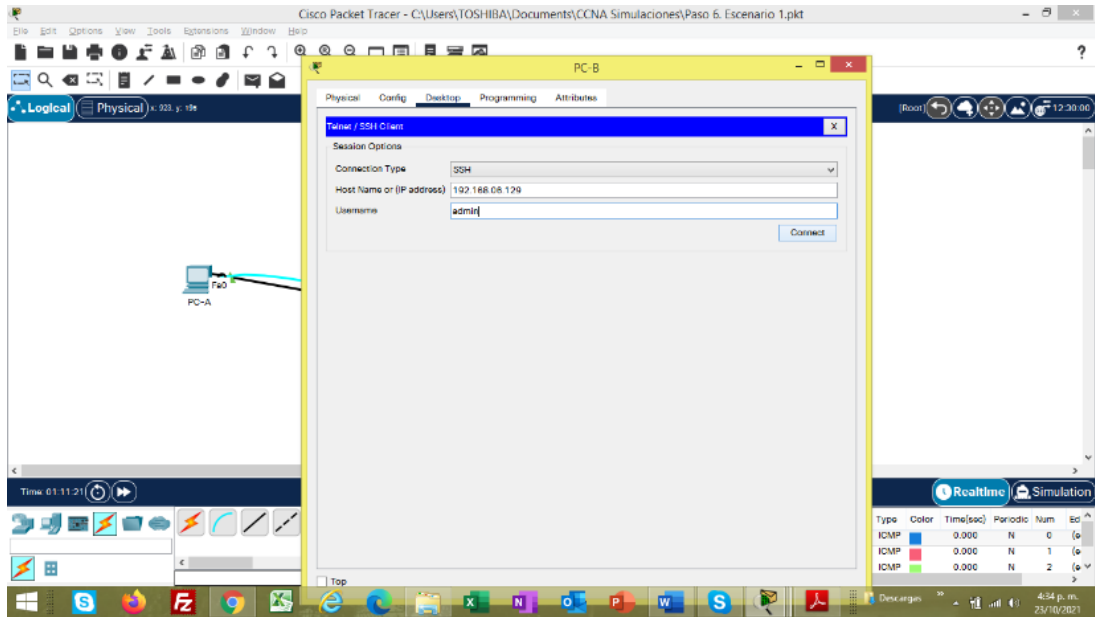 Cisco Packet Tracer - C:\Users\TOSHIBA\Documents\CCNA Simulaciones\Paso 6. Escenario 1.pkt
File Edit Options View Tools Extensions Window Help
PC-B
Physical Config Desktop Programming Attributes
Logical Physical
[Root] 12:30:00
Telnet / SSH Client X
Session Options
Connection Type SSH
Host Name or (IP address) 192.168.06.129
Username admin
Connect
Fa0
PC-A
Time: 01:11:21
Realtime Simulation
Type Color Time(sec) Periodic Num Ed
ICMP 0.000 N 0 (e
ICMP 0.000 N 1 (e
ICMP 0.000 N 2 (e
Top
Descargas
4:34 p. m.
23/10/2021